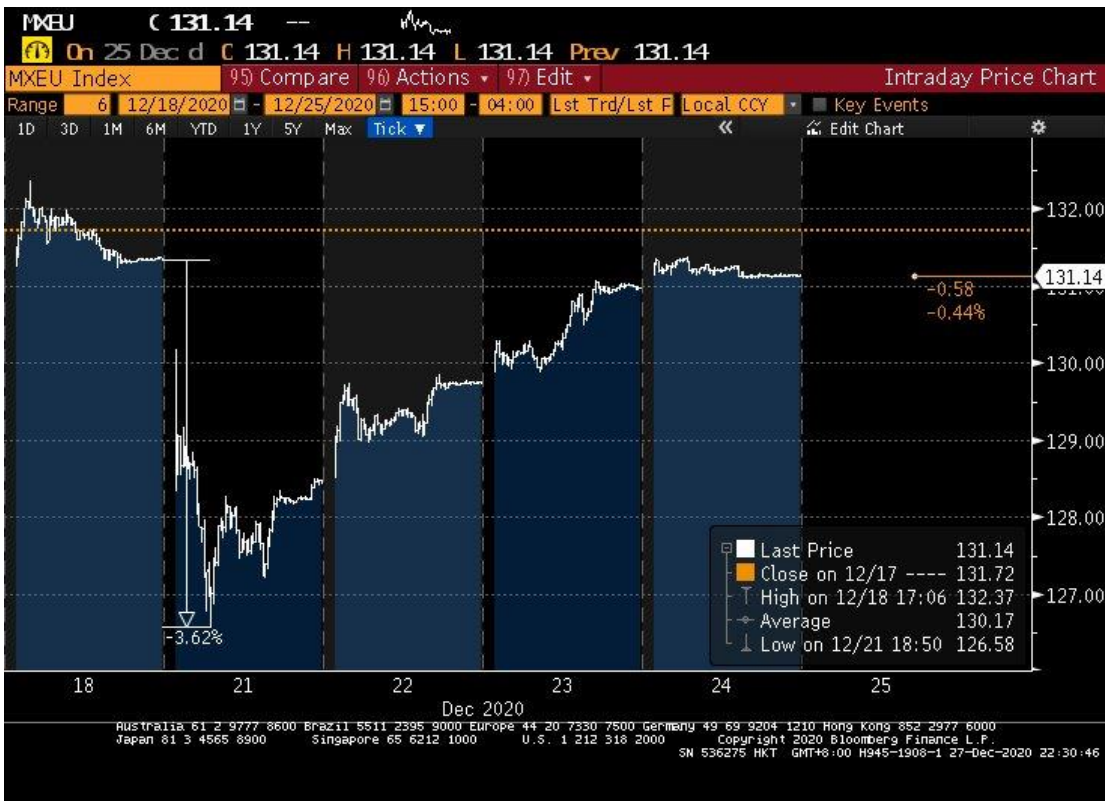 MXEU C 131.14 --
On 25 Dec d C 131.14 H 131.14 L 131.14 Prev 131.14
MXEU Index 95) Compare 96) Actions 97) Edit Intraday Price Chart
Range 6 12/18/2020 - 12/25/2020 15:00 - 04:00 Lst Trd/Lst P Local CCY Key Events
1D 3D 1M 6M YTD 1Y 5Y Max Tick ▼ « Edit Chart
132.00
131.14
131.00
-0.58
-0.44%
130.00
129.00
128.00
127.00
-3.62%
Last Price 131.14
Close on 12/17 ---- 131.72
High on 12/18 17:06 132.37
Average 130.17
Low on 12/21 18:50 126.58
18 21 22 23 24 25
Dec 2020
Australia 61 2 9777 8600 Brazil 5511 2395 9000 Europe 44 20 7330 7500 Germany 49 69 9204 1210 Hong Kong 852 2977 6000
Japan 81 3 4565 8900 Singapore 65 6212 1000 U.S. 1 212 318 2000 Copyright 2020 Bloomberg Finance L.P.
SN 536275 HKT GMT+8:00 H945-1908-1 27-Dec-2020 22:30:46